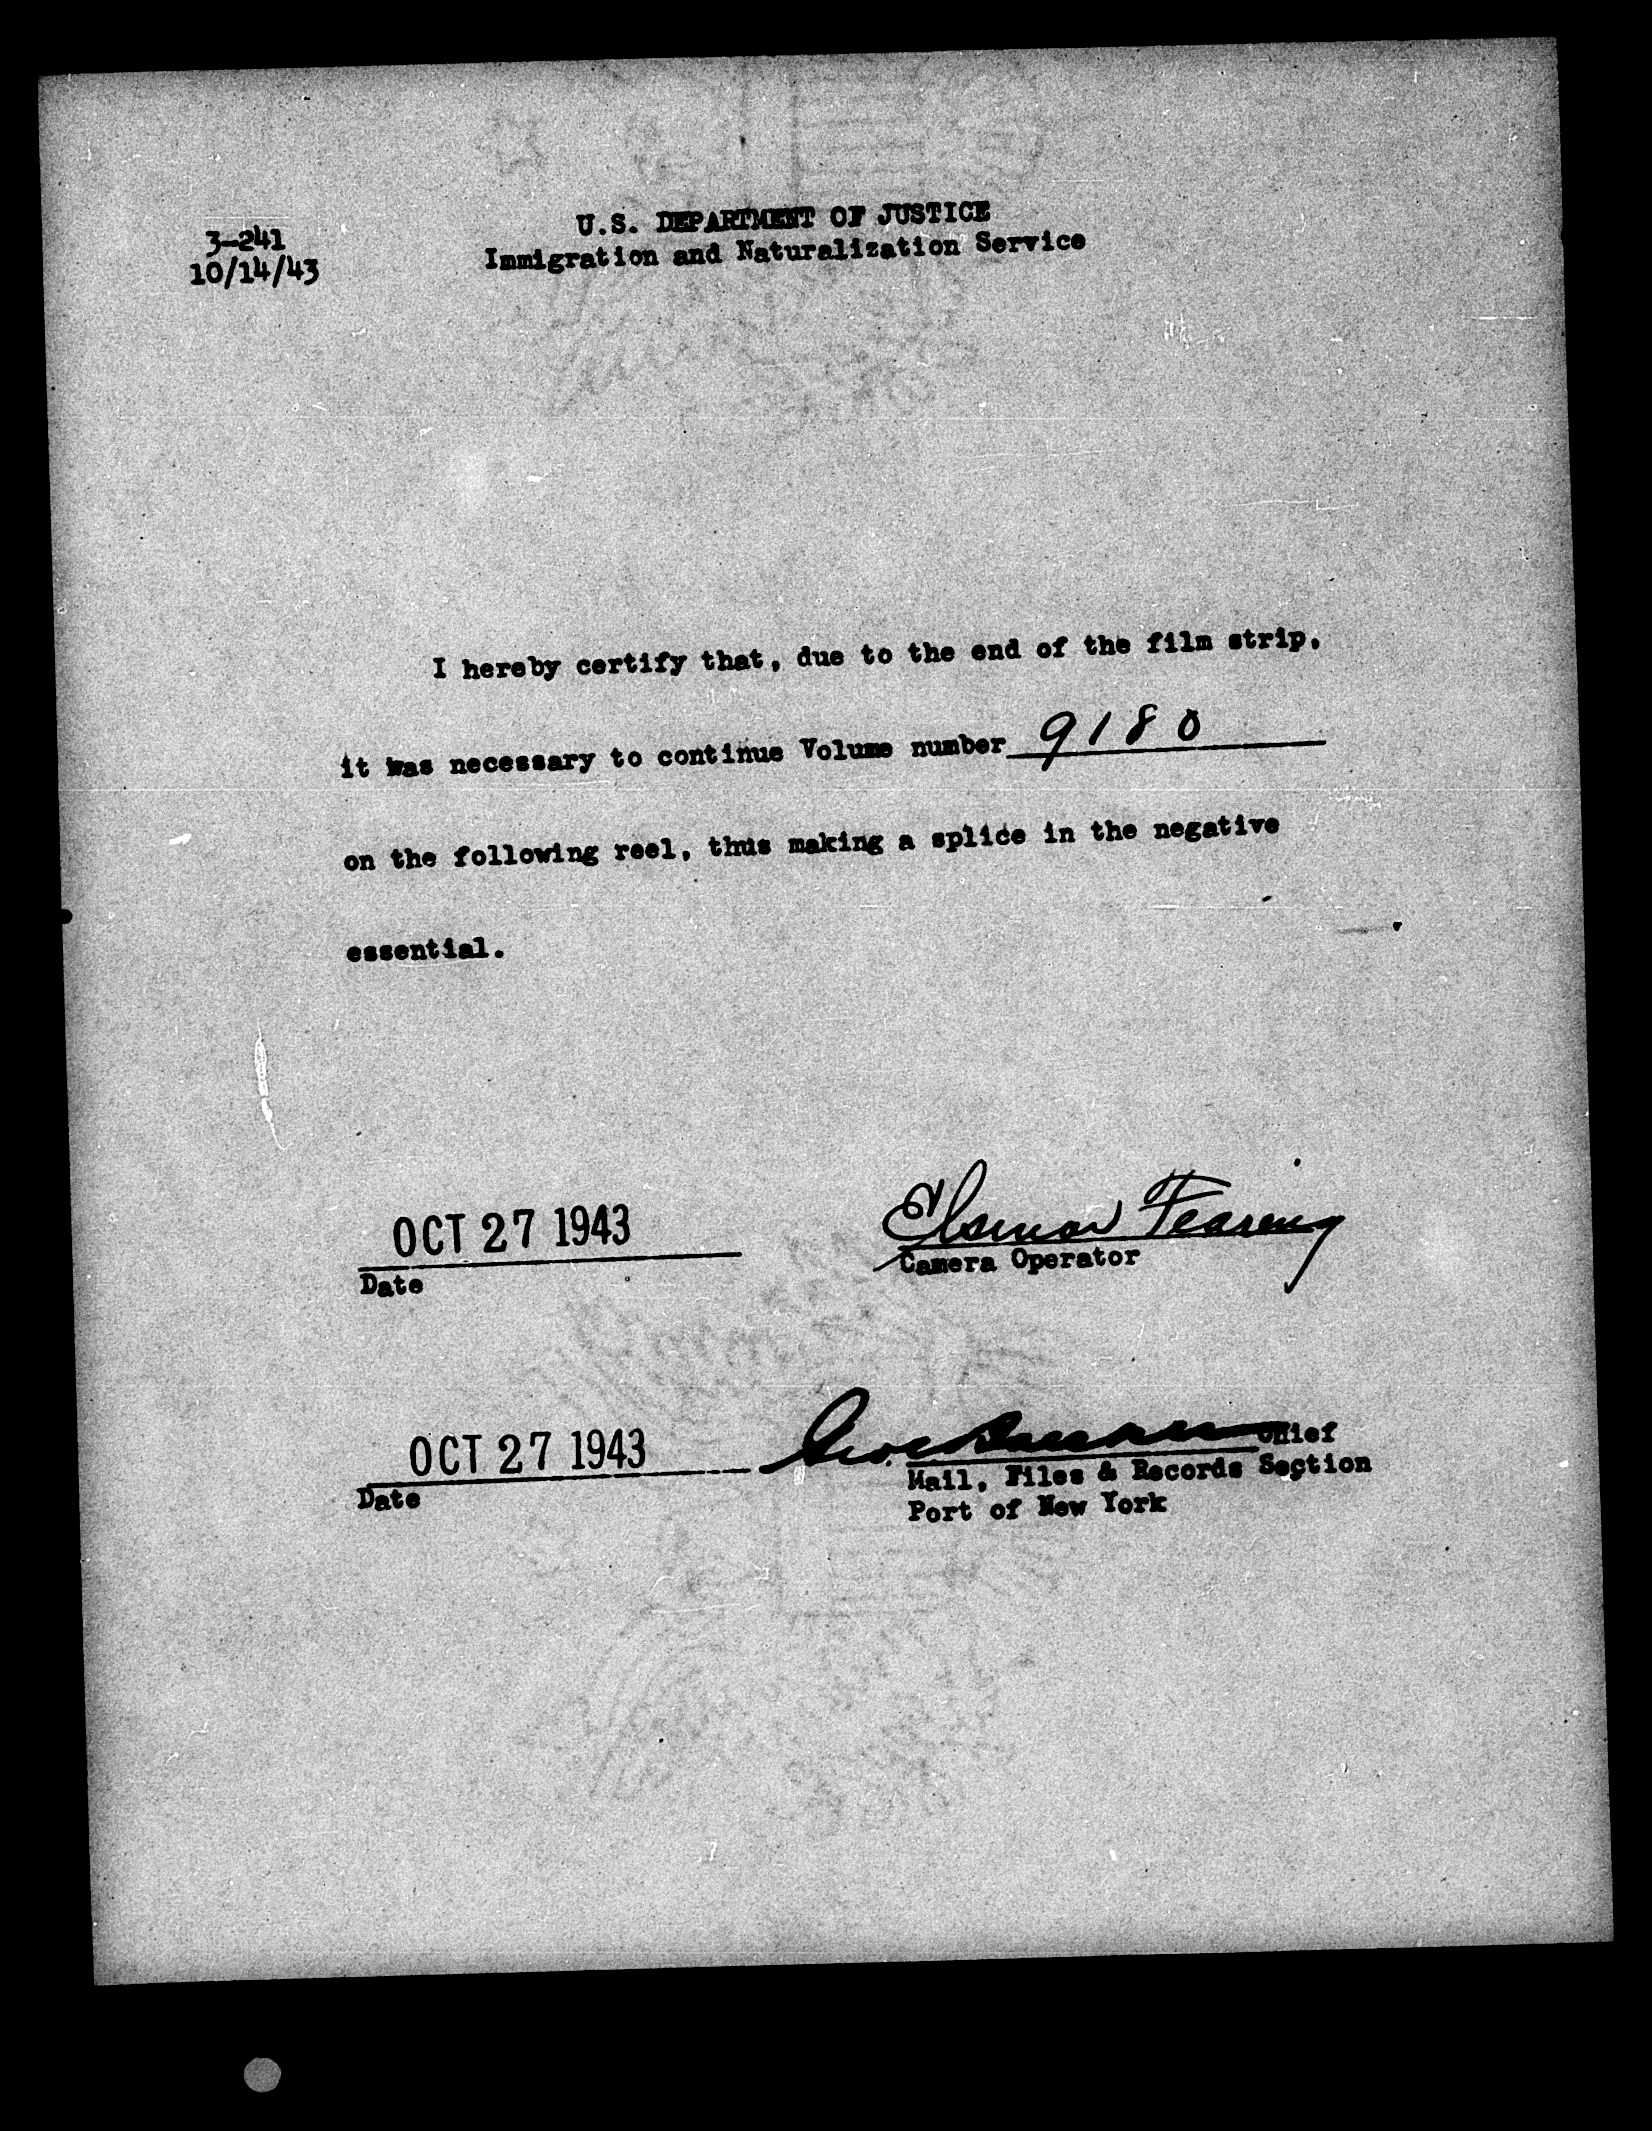 3-241
10/14/43
U.S. DEPARTMENT OF JUSTICE
Immigration and Naturalization Service
I hereby certify that, due to the end of the film strip,
it was necessary to continue Volume number 9180
on the following reel, thus making a splice in the negative
essential.
OCT 27 1943
Date
Fearing
Camera Operator
OCT 27 1943
Date
Geo.
Chief
Mail, Files & Records Section
Port of New York